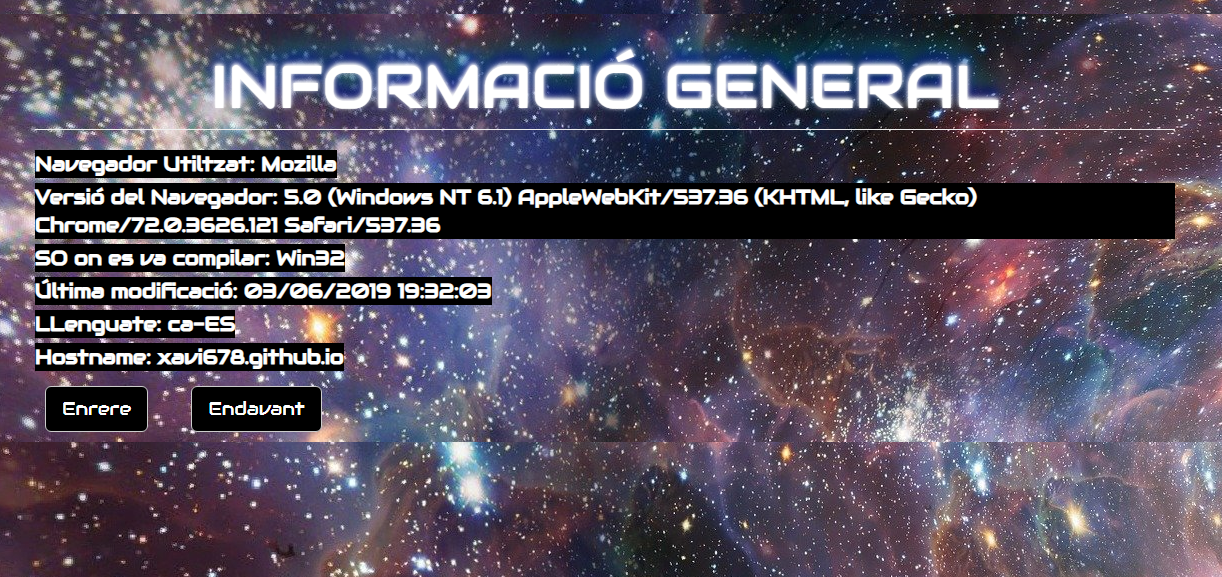 INFORMACIÓ GENERAL
Navegador Utiltzat: Mozilla
Versió del Navegador: 5.0 (Windows NT 6.1) AppleWebKit/537.36 (KHTML, like Gecko)
Chrome/72.0.3626.121 Safari/537.36
SO on es va compilar: Win32
Última modificació: 03/06/2019 19:32:03
LLenguate: ca-ES
Hostname: xavi678.github.io
Enrere Endavant